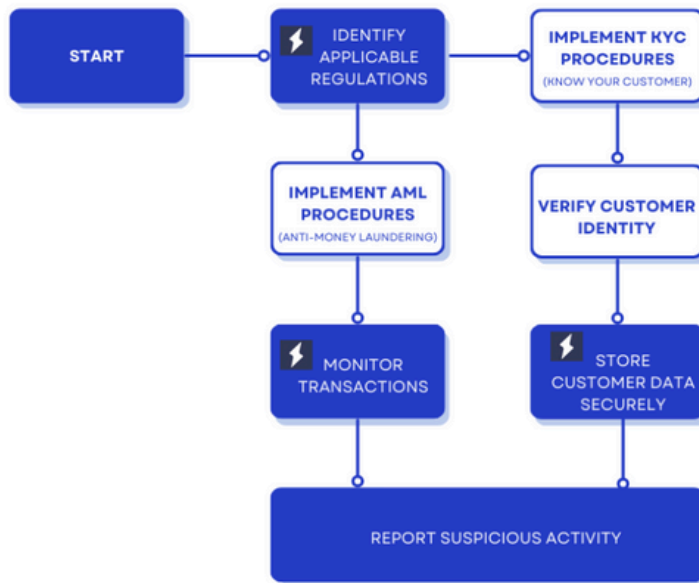 START
IDENTIFY
APPLICABLE
REGULATIONS
IMPLEMENT KYC
PROCEDURES
(KNOW YOUR CUSTOMER)
IMPLEMENT AML
PROCEDURES
(ANTI-MONEY LAUNDERING)
VERIFY CUSTOMER
IDENTITY
MONITOR
TRANSACTIONS
STORE
CUSTOMER DATA
SECURELY
REPORT SUSPICIOUS ACTIVITY